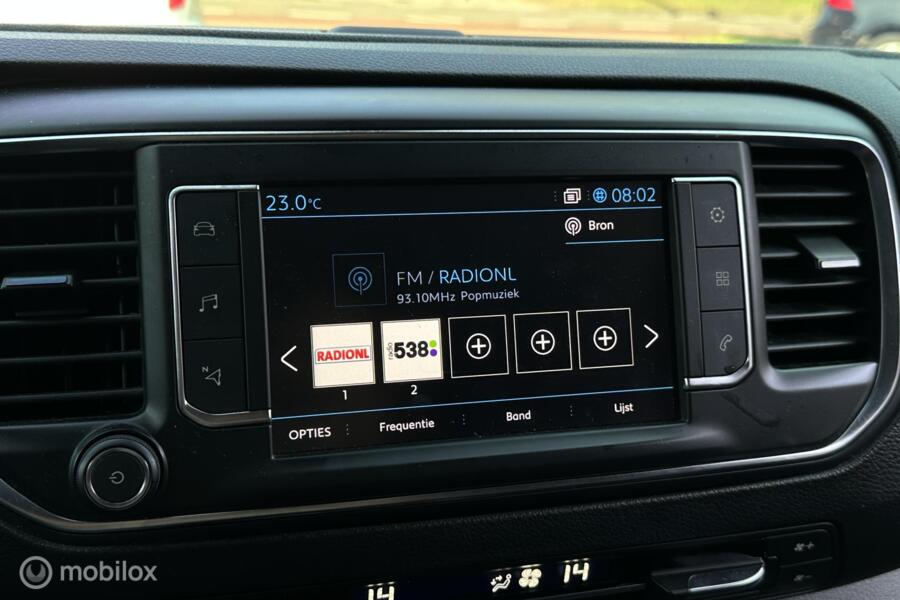 23.0°C
08:02
Bron
FM / RADIONL
93.10MHz Popmuziek
RADIONL
radio 538
1
2
OPTIES
Frequentie
Band
Lijst
N
14
14
mobilox